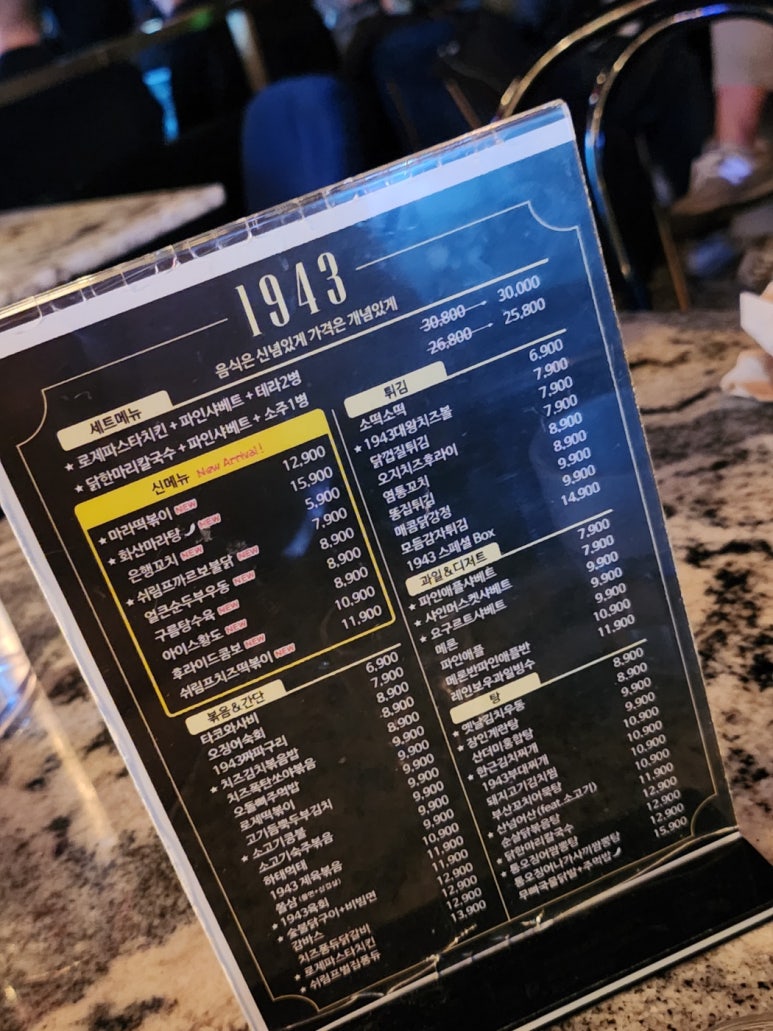 1943
음식은 신념있게 가격은 개념있게
세트메뉴
★ 로제파스타치킨 + 파인샤베트 + 테라2병 30,800 → 30,000
★ 닭한마리칼국수 + 파인샤베트 + 소주1병 26,800 → 25,800
신메뉴 New Arrival!
★ 마라떡볶이 NEW 12,900
★ 화산마라탕 NEW 15,900
은행꼬치 NEW 5,900
★ 쉬림프까르보불닭 NEW 7,900
얼큰순두부우동 NEW 8,900
구름탕수육 NEW 8,900
아이스황도 NEW 8,900
후라이드콤보 NEW 10,900
쉬림프치즈떡볶이 NEW 11,900
볶음&간단
타코와사비 6,900
오징어숙회 7,900
1943짜파구리 8,900
★ 치즈김치볶음밥 8,900
치즈폭탄쏘야볶음 8,900
오돌뼈주먹밥 9,900
로제떡볶이 9,900
고기듬뿍두부김치 9,900
★ 소고기콩불 9,900
소고기숙주볶음 9,900
하태먹태 9,900
1943 제육볶음 10,900
불삼 11,900
★ 1943육회 11,900
★ 숯불닭구이+비빔면 12,900
감바스 12,900
치즈퐁듀닭갈비 12,900
★ 로제파스타치킨 13,900
★ 쉬림프벌집퐁듀
튀김
소떡소떡 6,900
★ 1943대왕치즈볼 7,900
닭껍질튀김 7,900
오지치즈후라이 7,900
염통꼬치 8,900
똥집튀김 8,900
매콤닭강정 9,900
모듬감자튀김 9,900
1943 스페셜 Box 14,900
과일&디저트
★ 파인애플샤베트 7,900
★ 샤인머스켓샤베트 7,900
★ 요구르트샤베트 9,900
메론 9,900
파인애플 9,900
메론반파인애플반 10,900
레인보우과일빙수 11,900
탕
★ 옛날김치우동 8,900
★ 장인계란탕 8,900
산더미홍합탕 9,900
★ 한근김치찌개 9,900
1943부대찌개 10,900
돼지고기김치찜 10,900
부산꼬치어묵탕 10,900
★ 산넘어산 (feat.소고기) 10,900
순살닭볶음탕 11,900
★ 닭한마리칼국수 12,900
★ 통오징어짬뽕탕 12,900
★ 통오징어나가사끼짬뽕탕 12,900
무뼈국물닭발+주먹밥 15,900